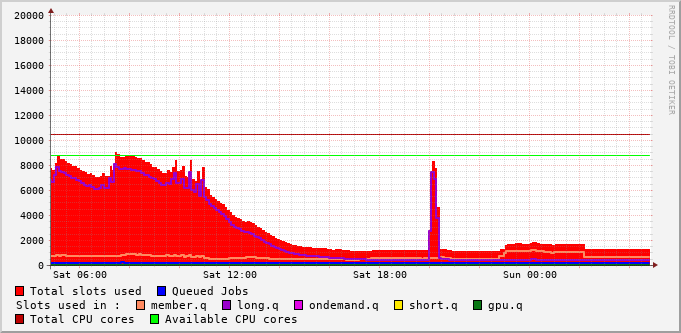 20000
18000
16000
14000
12000
10000
8000
6000
4000
2000
0
Sat 06:00 Sat 12:00 Sat 18:00 Sun 00:00
Total slots used Queued Jobs
Slots used in : member.q long.q ondemand.q short.q gpu.q
Total CPU cores Available CPU cores
RRDTOOL / TOBI OETIKER